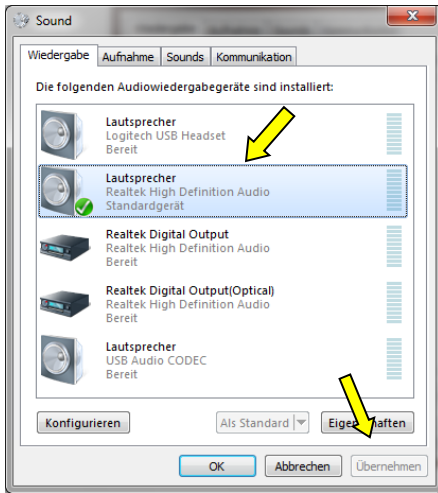 Sound
Wiedergabe Aufnahme Sounds Kommunikation
Die folgenden Audiowiedergabegeräte sind installiert:
Lautsprecher
Logitech USB Headset
Bereit
Lautsprecher
Realtek High Definition Audio
Standardgerät
Realtek Digital Output
Realtek High Definition Audio
Bereit
Realtek Digital Output(Optical)
Realtek High Definition Audio
Bereit
Lautsprecher
USB Audio CODEC
Bereit
Konfigurieren Als Standard Eigenschaften
OK Abbrechen Übernehmen